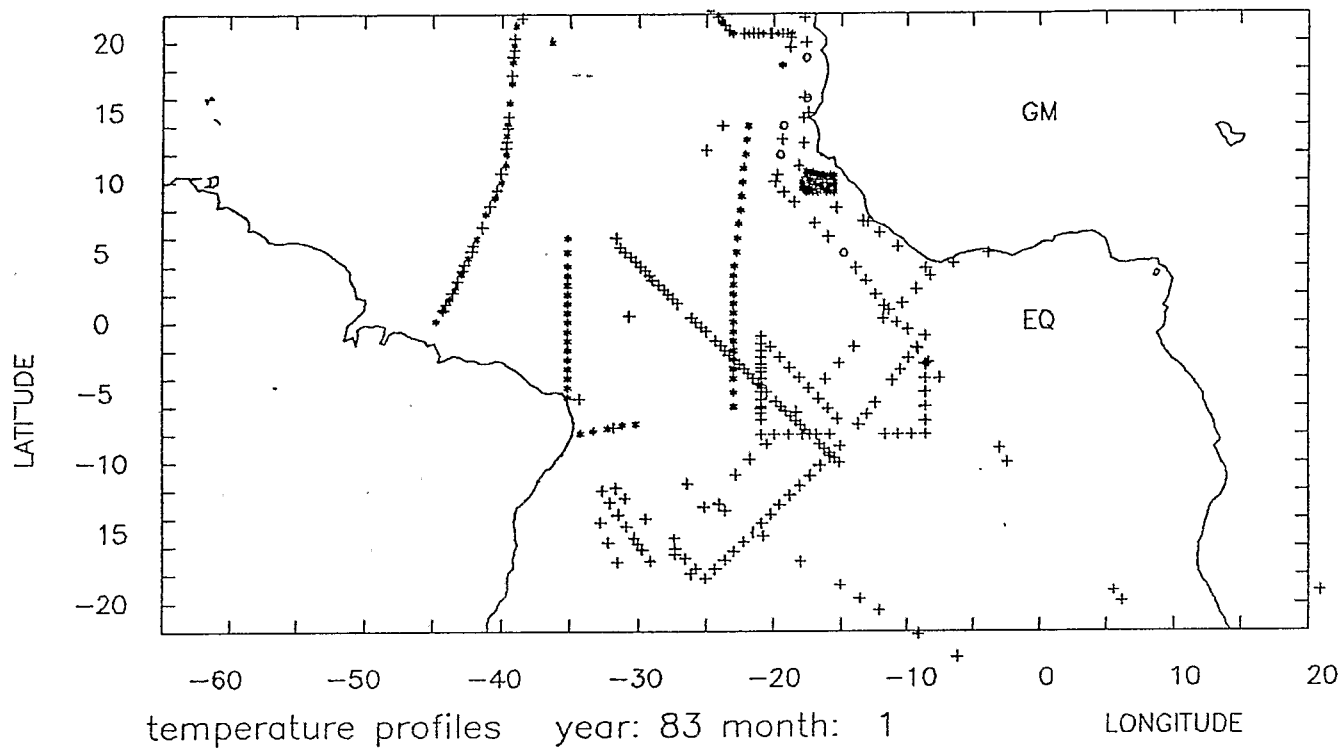 20
15
10
5
0
−5
−10
15
−20
LATITUDE
GM
EQ
−60 −50 −40 −30 −20 −10 0 10 20
temperature profiles year: 83 month: 1 LONGITUDE